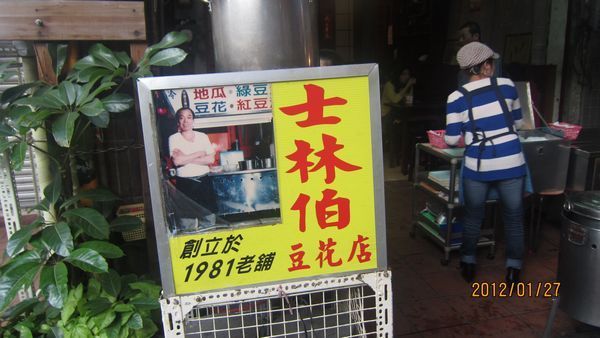 地瓜·綠豆
豆花·紅豆
士林伯
豆花店
創立於
1981老舖
2012/01/27